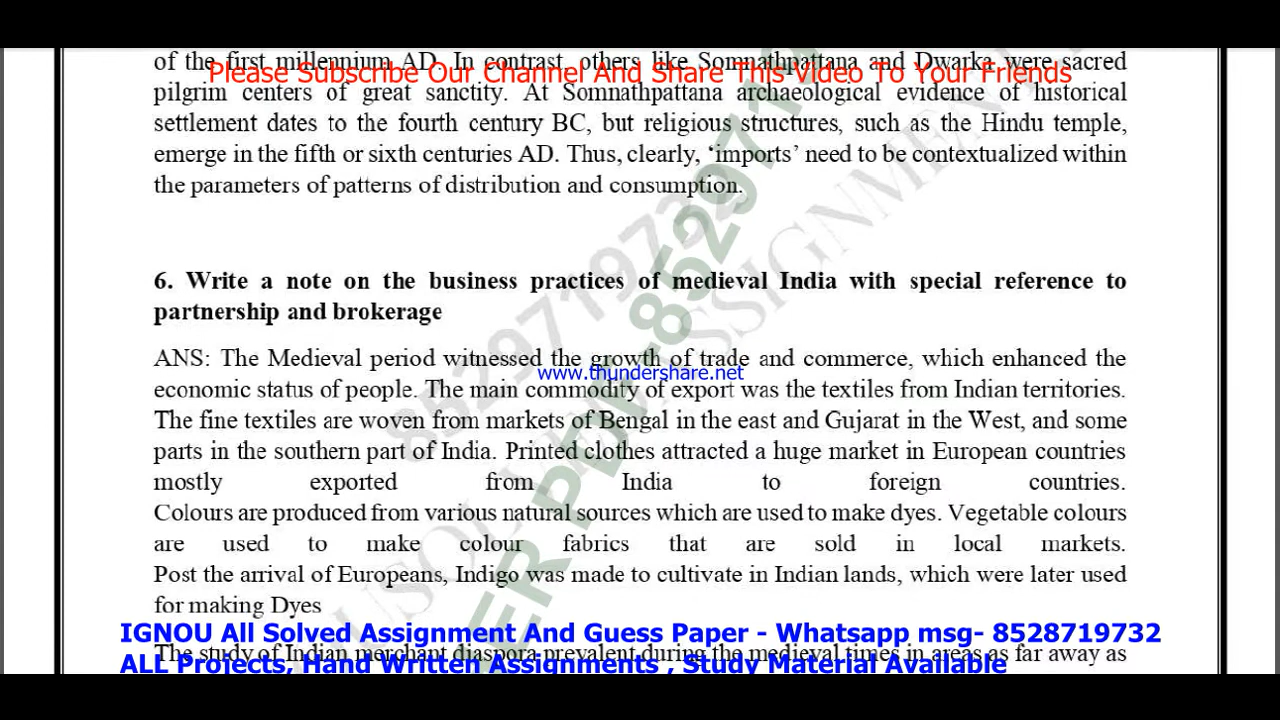 of the first millennium AD. In contrast, others like Somnathpattana and Dwarka were sacred
Please Subscribe Our Channel And Share This Video To Your Friends
pilgrim centers of great sanctity. At Somnathpattana archaeological evidence of historical
settlement dates to the fourth century BC, but religious structures, such as the Hindu temple,
emerge in the fifth or sixth centuries AD. Thus, clearly, ‘imports’ need to be contextualized within
the parameters of patterns of distribution and consumption.
6. Write a note on the business practices of medieval India with special reference to
partnership and brokerage
ANS: The Medieval period witnessed the growth of trade and commerce, which enhanced the
www.thundershare.net
economic status of people. The main commodity of export was the textiles from Indian territories.
The fine textiles are woven from markets of Bengal in the east and Gujarat in the West, and some
parts in the southern part of India. Printed clothes attracted a huge market in European countries
mostly exported from India to foreign countries.
Colours are produced from various natural sources which are used to make dyes. Vegetable colours
are used to make colour fabrics that are sold in local markets.
Post the arrival of Europeans, Indigo was made to cultivate in Indian lands, which were later used
for making Dyes
IGNOU All Solved Assignment And Guess Paper - Whatsapp msg- 8528719732
The study of Indian merchant diaspora prevalent during the medieval times in areas as far away as
ALL Projects, Hand Written Assignments , Study Material Available